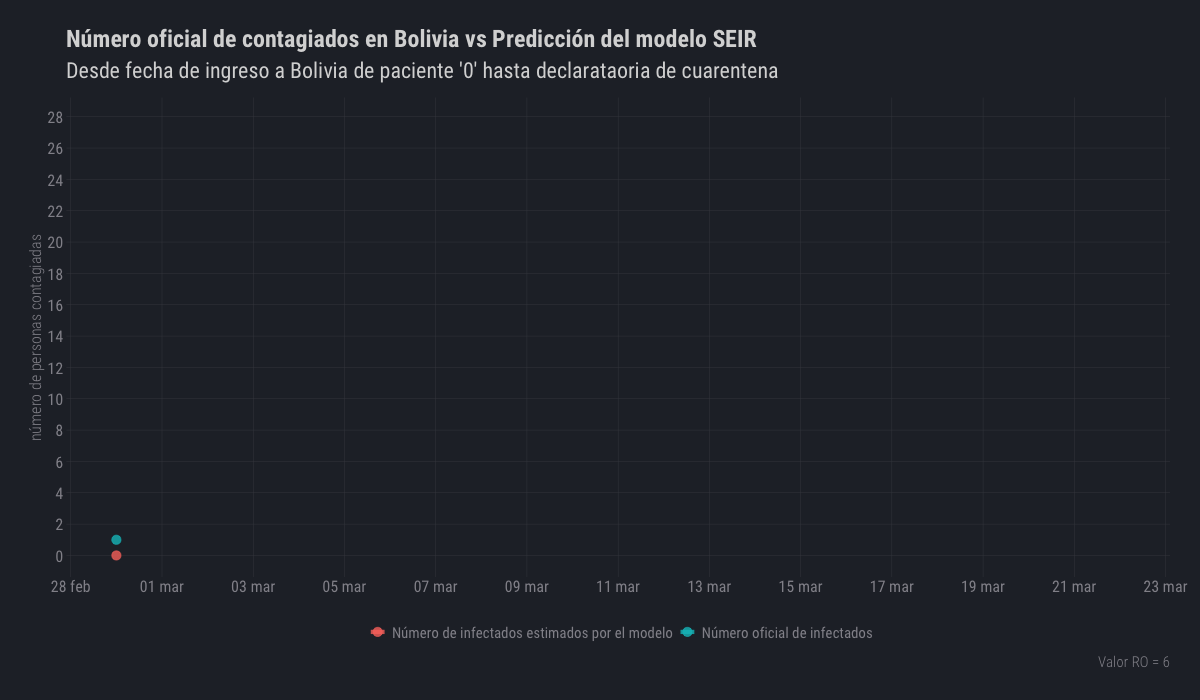 Número oficial de contagiados en Bolivia vs Predicción del modelo SEIR
Desde fecha de ingreso a Bolivia de paciente '0' hasta declarataoria de cuarentena
número de personas contagiadas
28
26
24
22
20
18
16
14
12
10
8
6
4
2
0
28 feb 01 mar 03 mar 05 mar 07 mar 09 mar 11 mar 13 mar 15 mar 17 mar 19 mar 21 mar 23 mar
Número de infectados estimados por el modelo Número oficial de infectados
Valor RO = 6